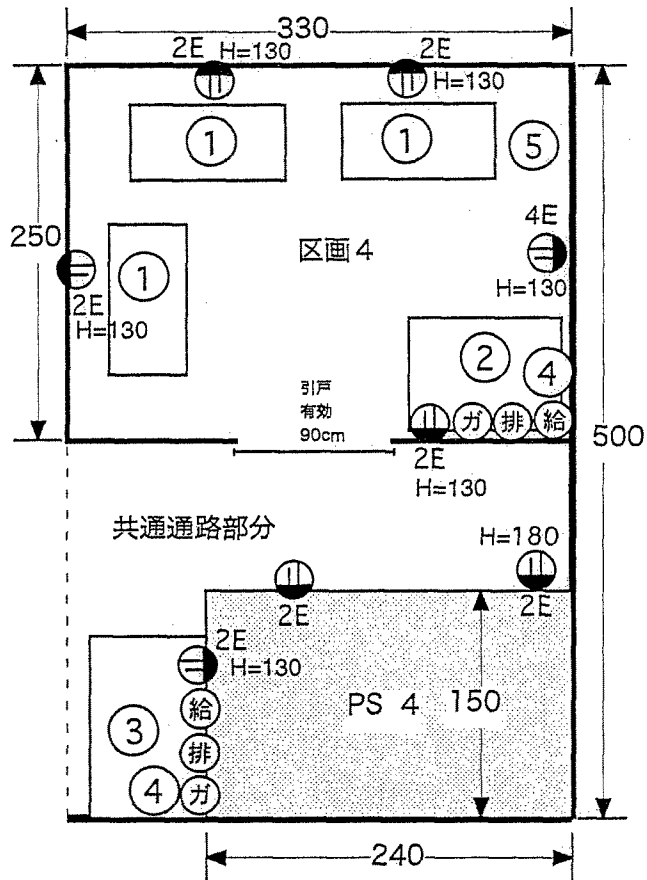 330
2E H=130
2E
H=130
①
①
⑤
250
区画4
4E
H=130
①
2E
H=130
②
④
引戸
有効
90cm
ガ 排 給
500
2E
H=130
共通通路部分
H=180
2E
2E
2E
H=130
給
PS 4
150
③
排
④
ガ
240